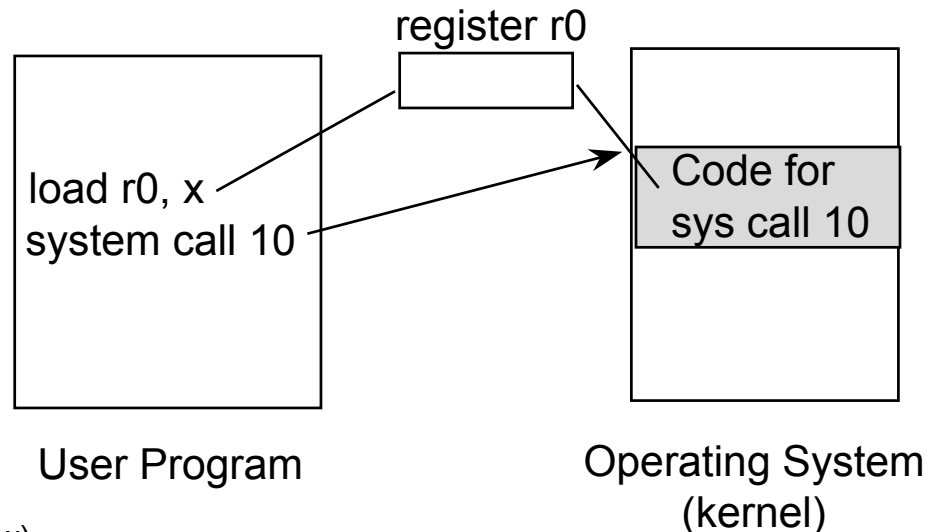 register r0
load r0, x
system call 10
Code for
sys call 10
User Program
Operating System
(kernel)